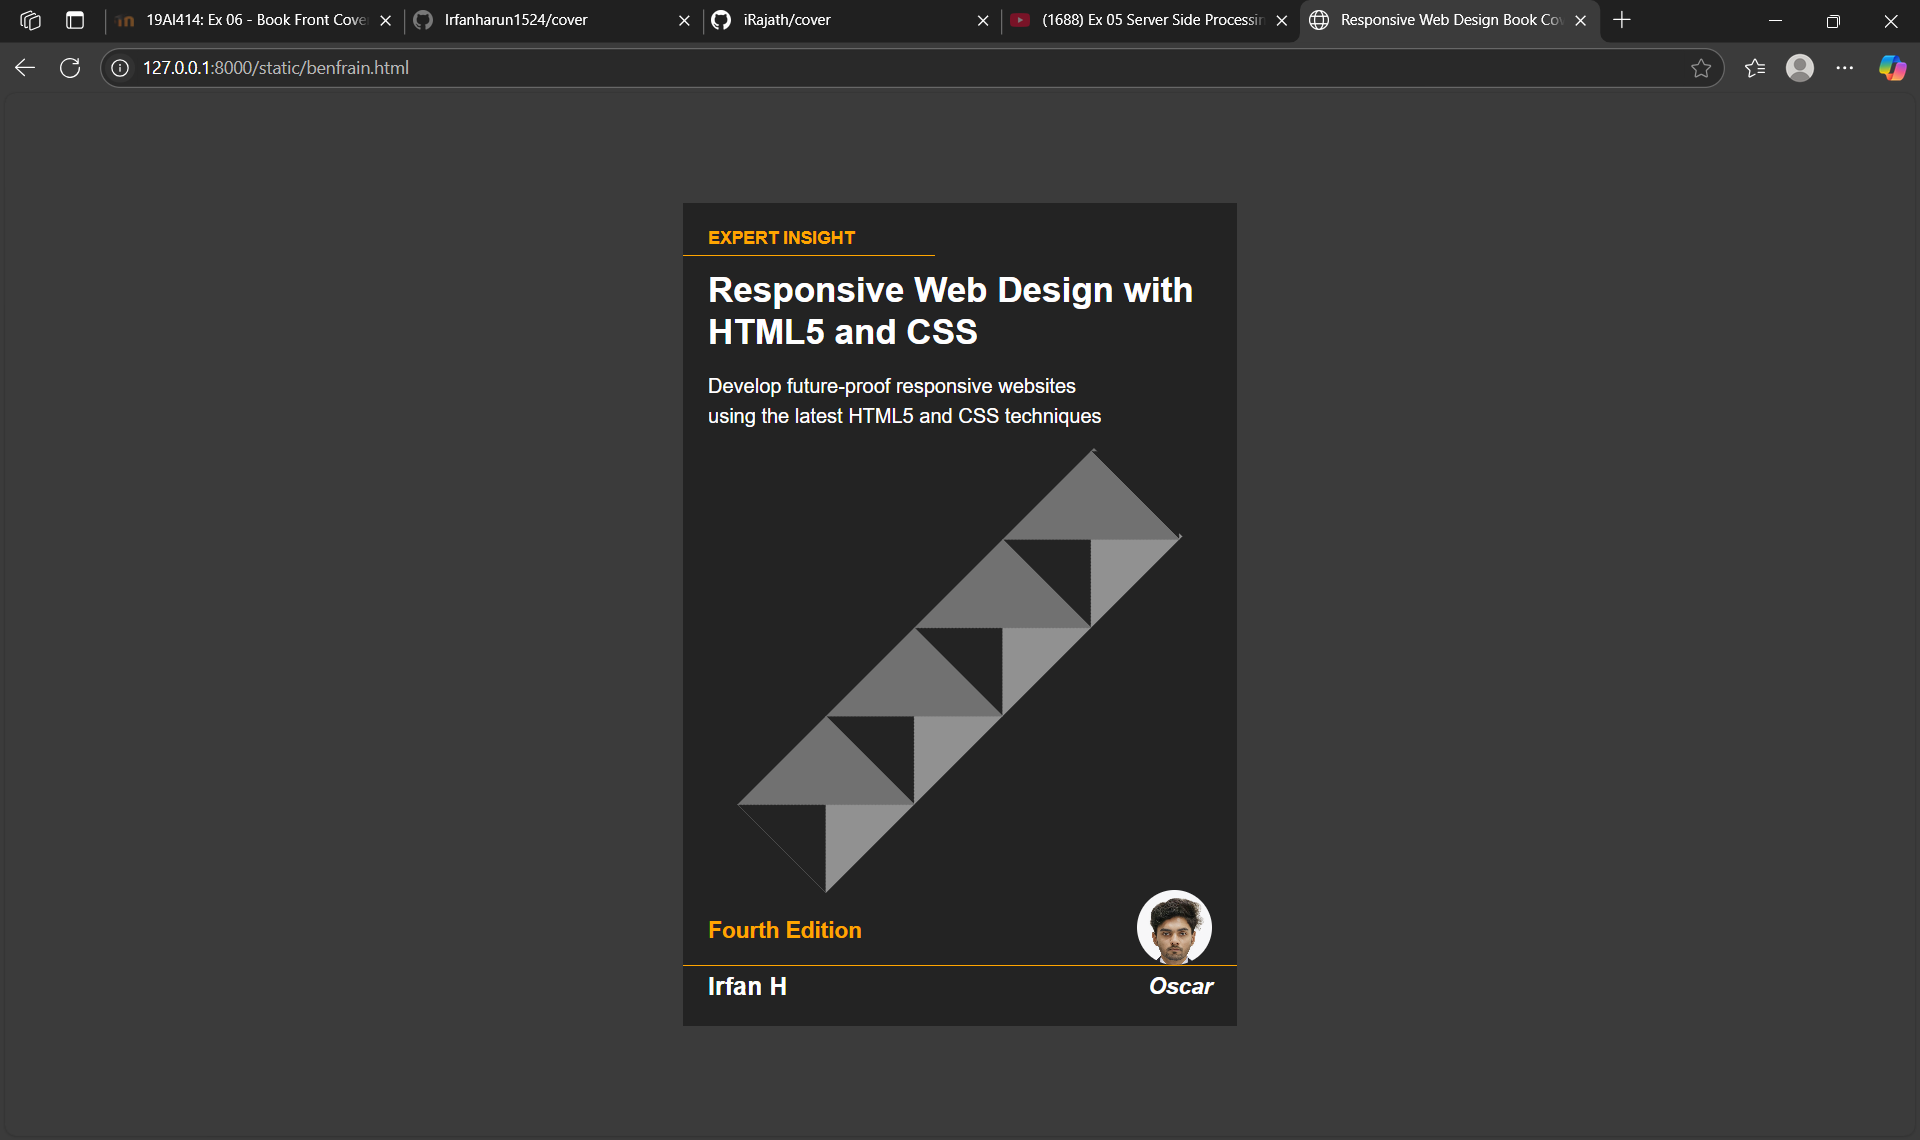 19AI414: Ex 06 - Book Front Cove
Irfanharun1524/cover
iRajath/cover
(1688) Ex 05 Server Side Processin
Responsive Web Design Book Co
127.0.0.1:8000/static/benfrain.html
EXPERT INSIGHT
Responsive Web Design with
HTML5 and CSS
Develop future-proof responsive websites
using the latest HTML5 and CSS techniques
Fourth Edition
Irfan H
Oscar